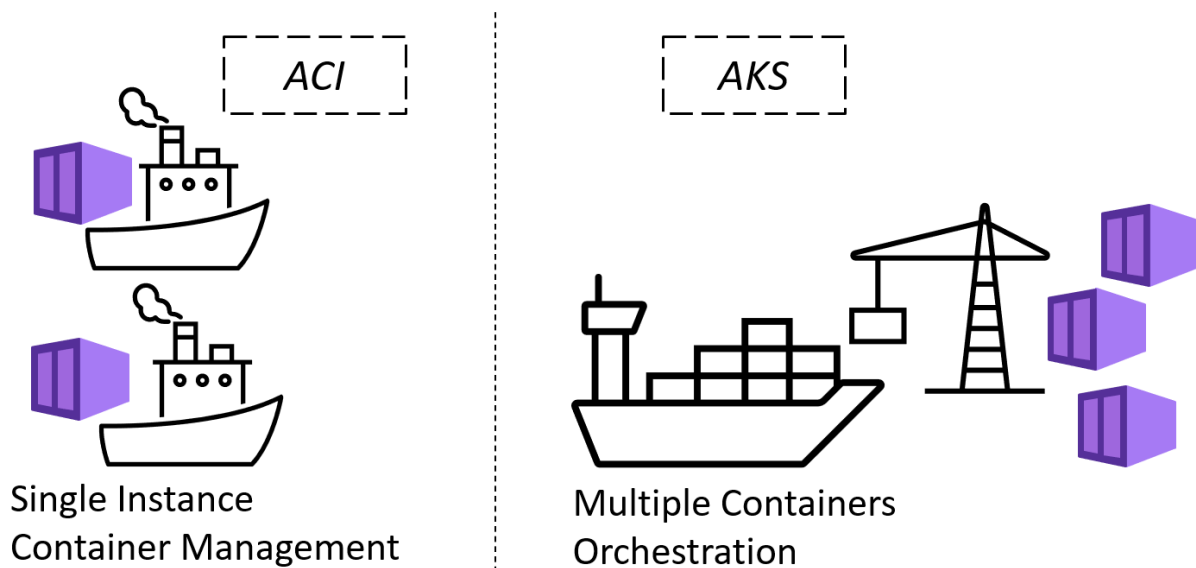 ACI
AKS
Single Instance
Container Management
Multiple Containers
Orchestration